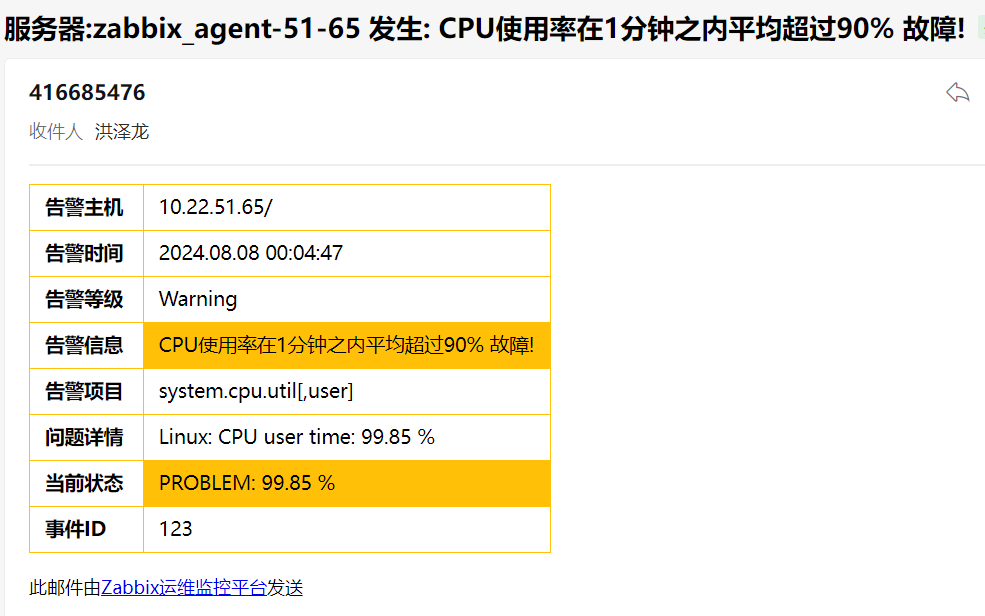 服务器:zabbix_agent-51-65 发生: CPU使用率在1分钟之内平均超过90% 故障!
416685476
收件人 洪泽龙
告警主机 10.22.51.65/
告警时间 2024.08.08 00:04:47
告警等级 Warning
告警信息 CPU使用率在1分钟之内平均超过90% 故障!
告警项目 system.cpu.util[,user]
问题详情 Linux: CPU user time: 99.85 %
当前状态 PROBLEM: 99.85 %
事件ID 123
此邮件由Zabbix运维监控平台发送